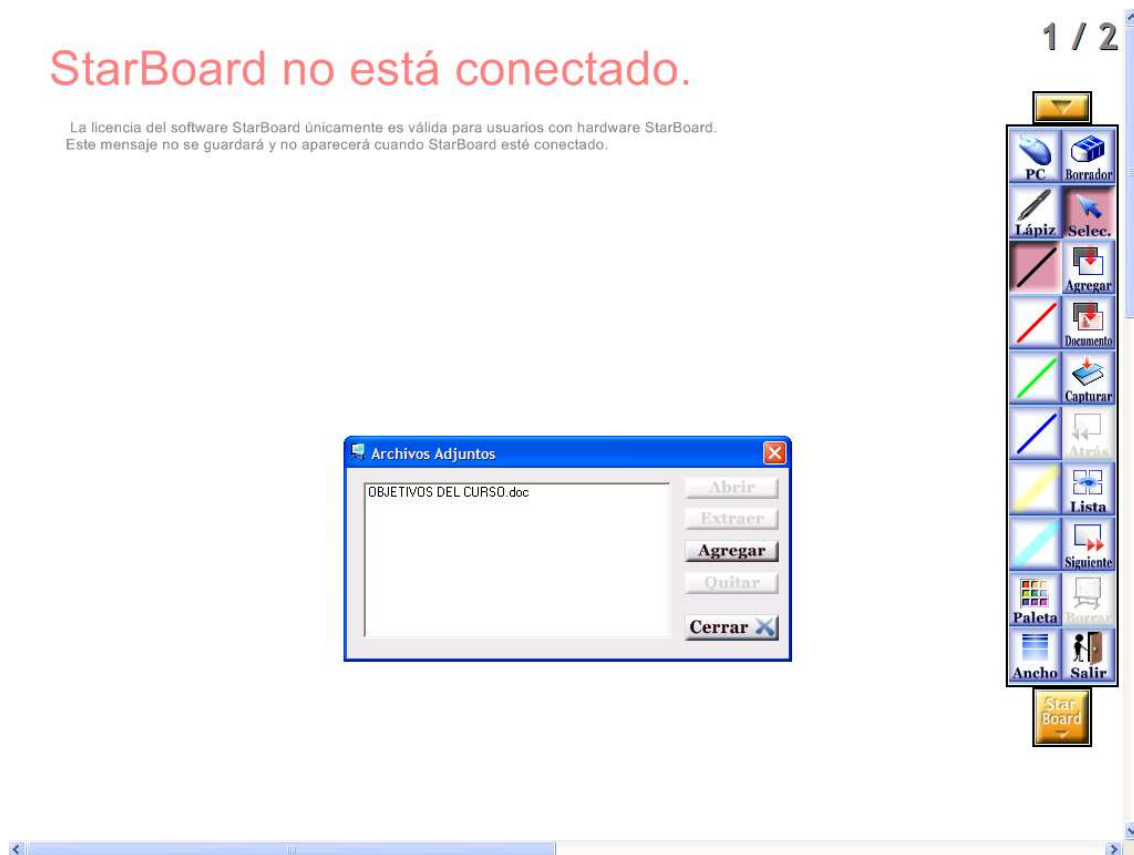 1 / 2
StarBoard no está conectado.
La licencia del software StarBoard únicamente es válida para usuarios con hardware StarBoard.
Este mensaje no se guardará y no aparecerá cuando StarBoard esté conectado.
PC Borrador
Lápiz Selec.
Agregar
Documento
Capturar
Atrás
Lista
Siguiente
Paleta Borrar
Ancho Salir
Star
Board
Archivos Adjuntos
OBJETIVOS DEL CURSO.doc
Abrir
Extraer
Agregar
Quitar
Cerrar